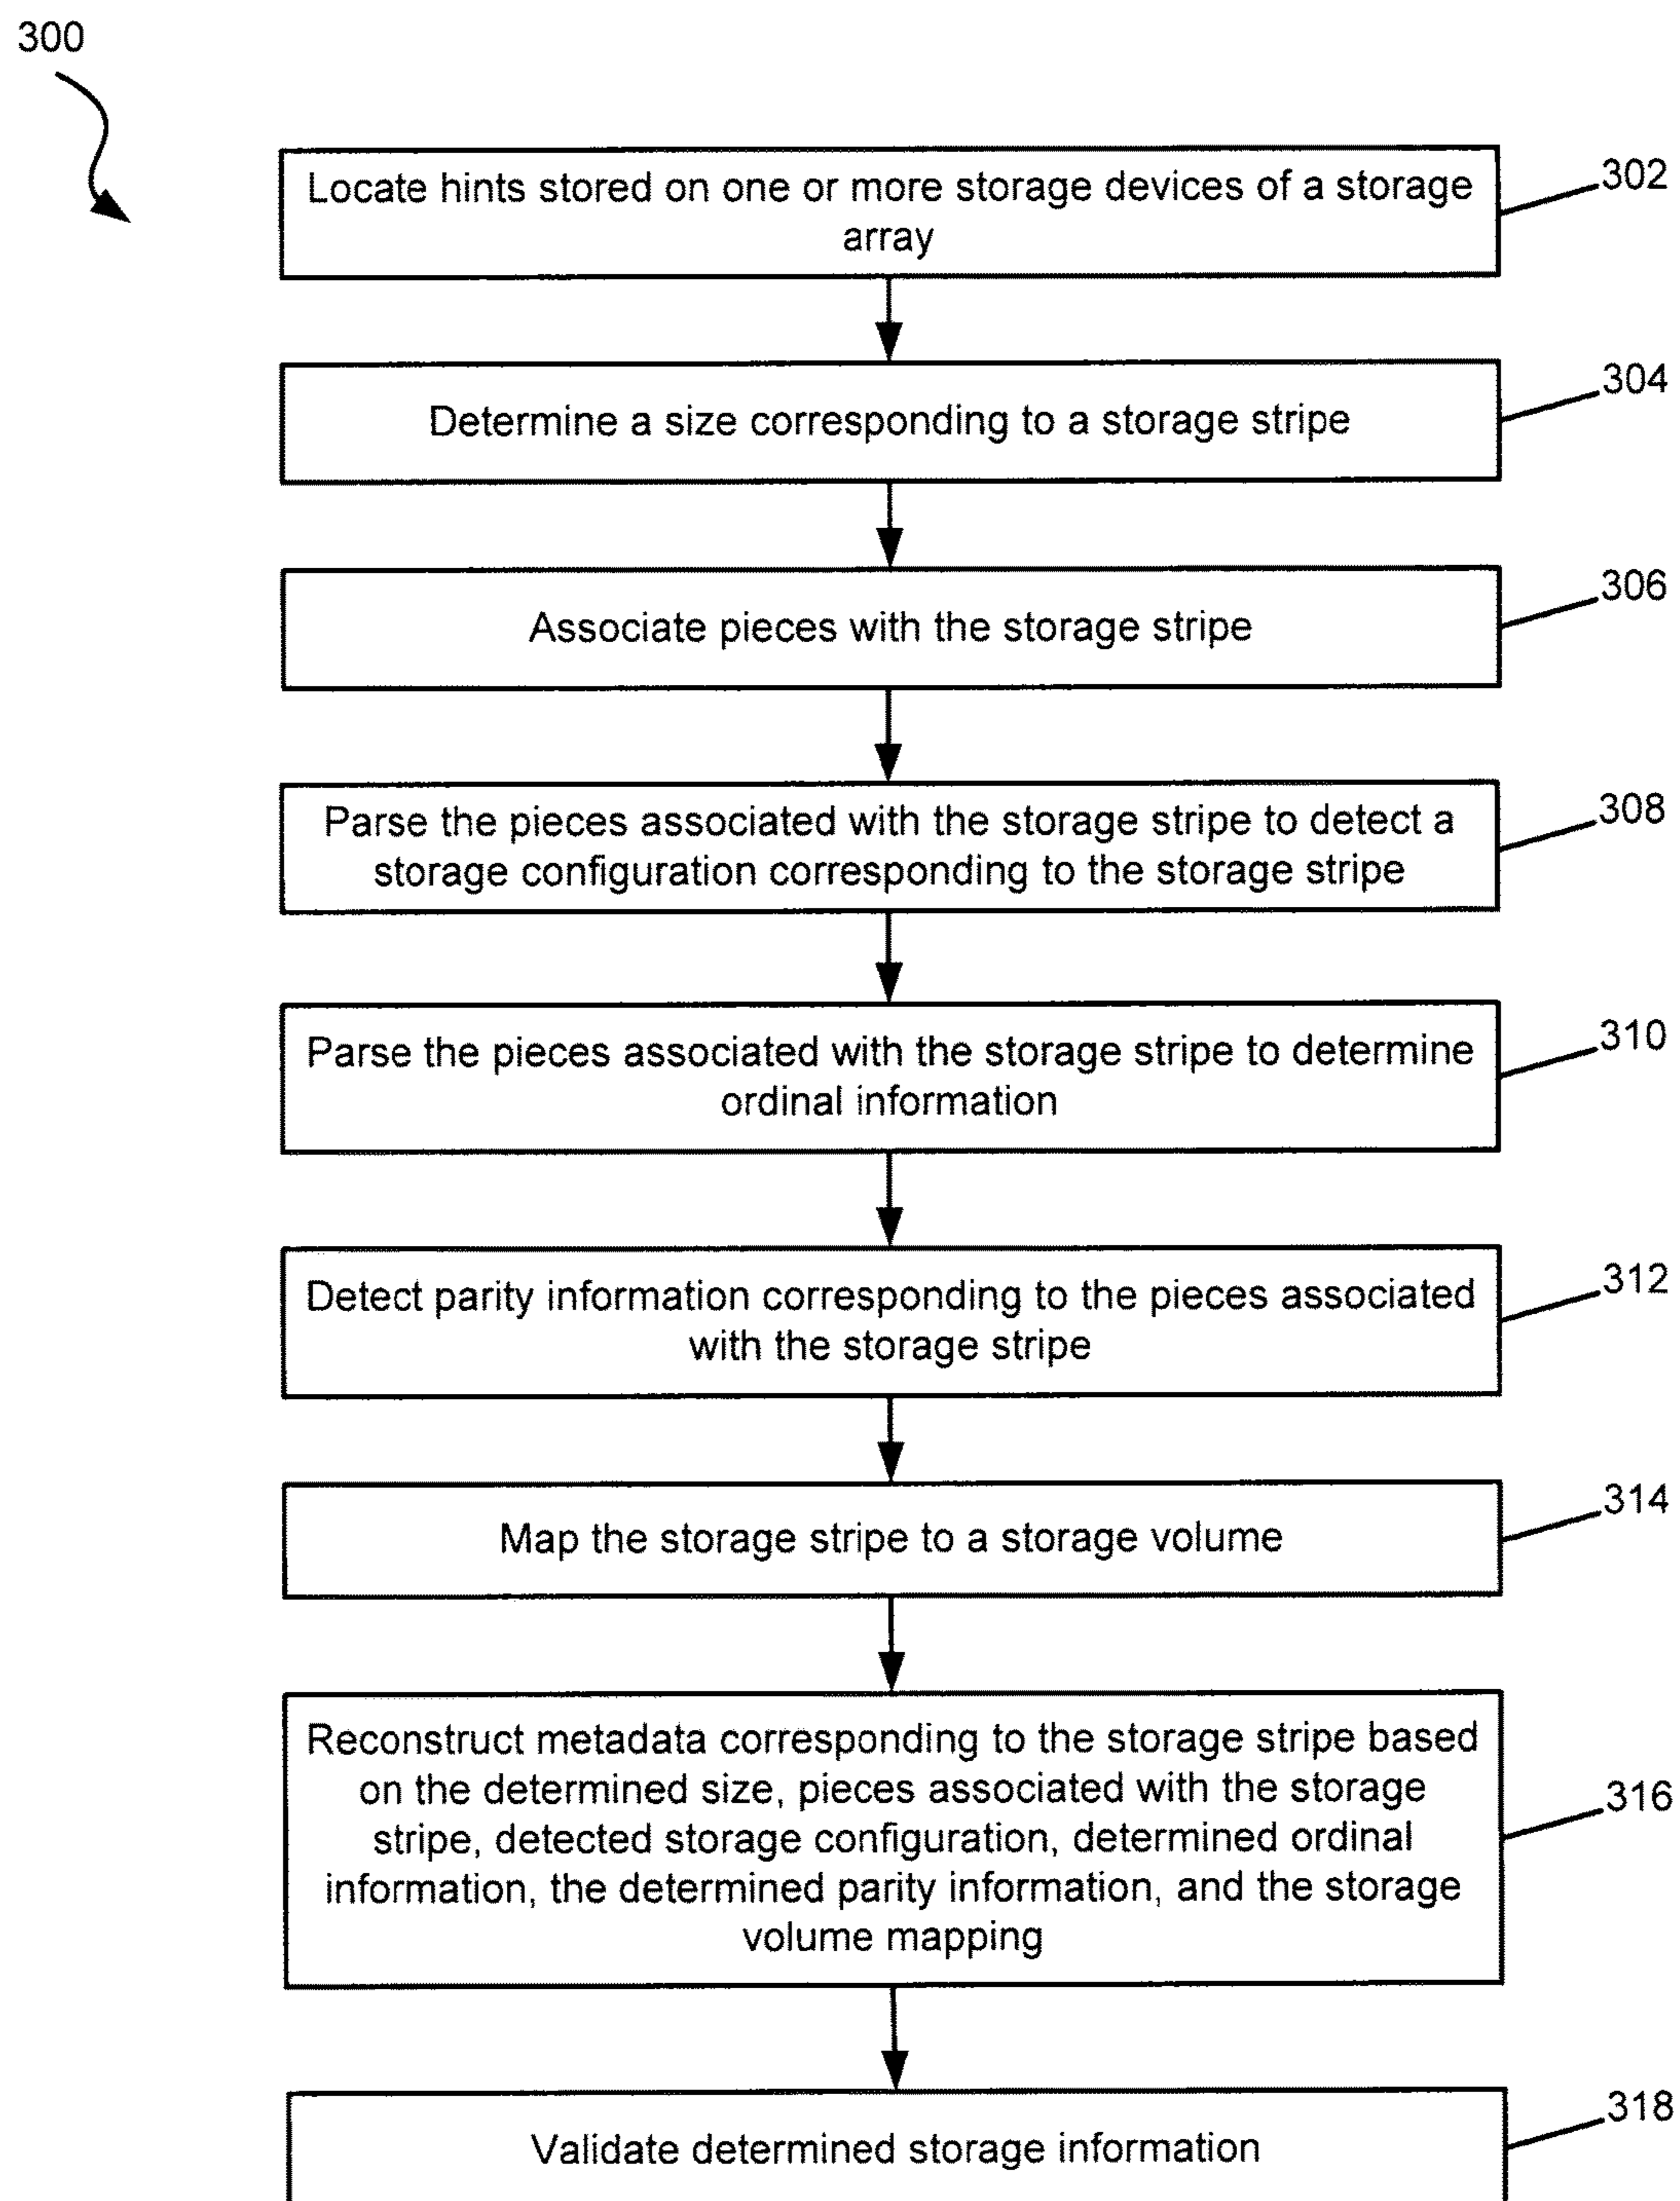 300
Locate hints stored on one or more storage devices of a storage
array
302
Determine a size corresponding to a storage stripe
304
Associate pieces with the storage stripe
306
Parse the pieces associated with the storage stripe to detect a
storage configuration corresponding to the storage stripe
308
Parse the pieces associated with the storage stripe to determine
ordinal information
310
Detect parity information corresponding to the pieces associated
with the storage stripe
312
Map the storage stripe to a storage volume
314
Reconstruct metadata corresponding to the storage stripe based
on the determined size, pieces associated with the storage
stripe, detected storage configuration, determined ordinal
information, the determined parity information, and the storage
volume mapping
316
Validate determined storage information
318